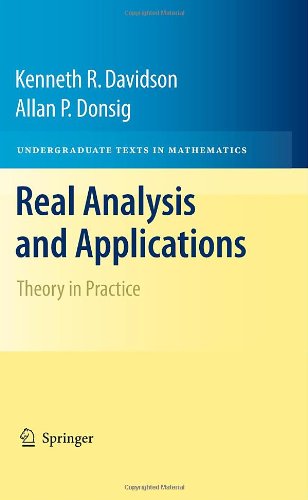 Kenneth R. Davidson
Allan P. Donsig
UNDERGRADUATE TEXTS IN MATHEMATICS
Real Analysis
and Applications
Theory in Practice
Springer